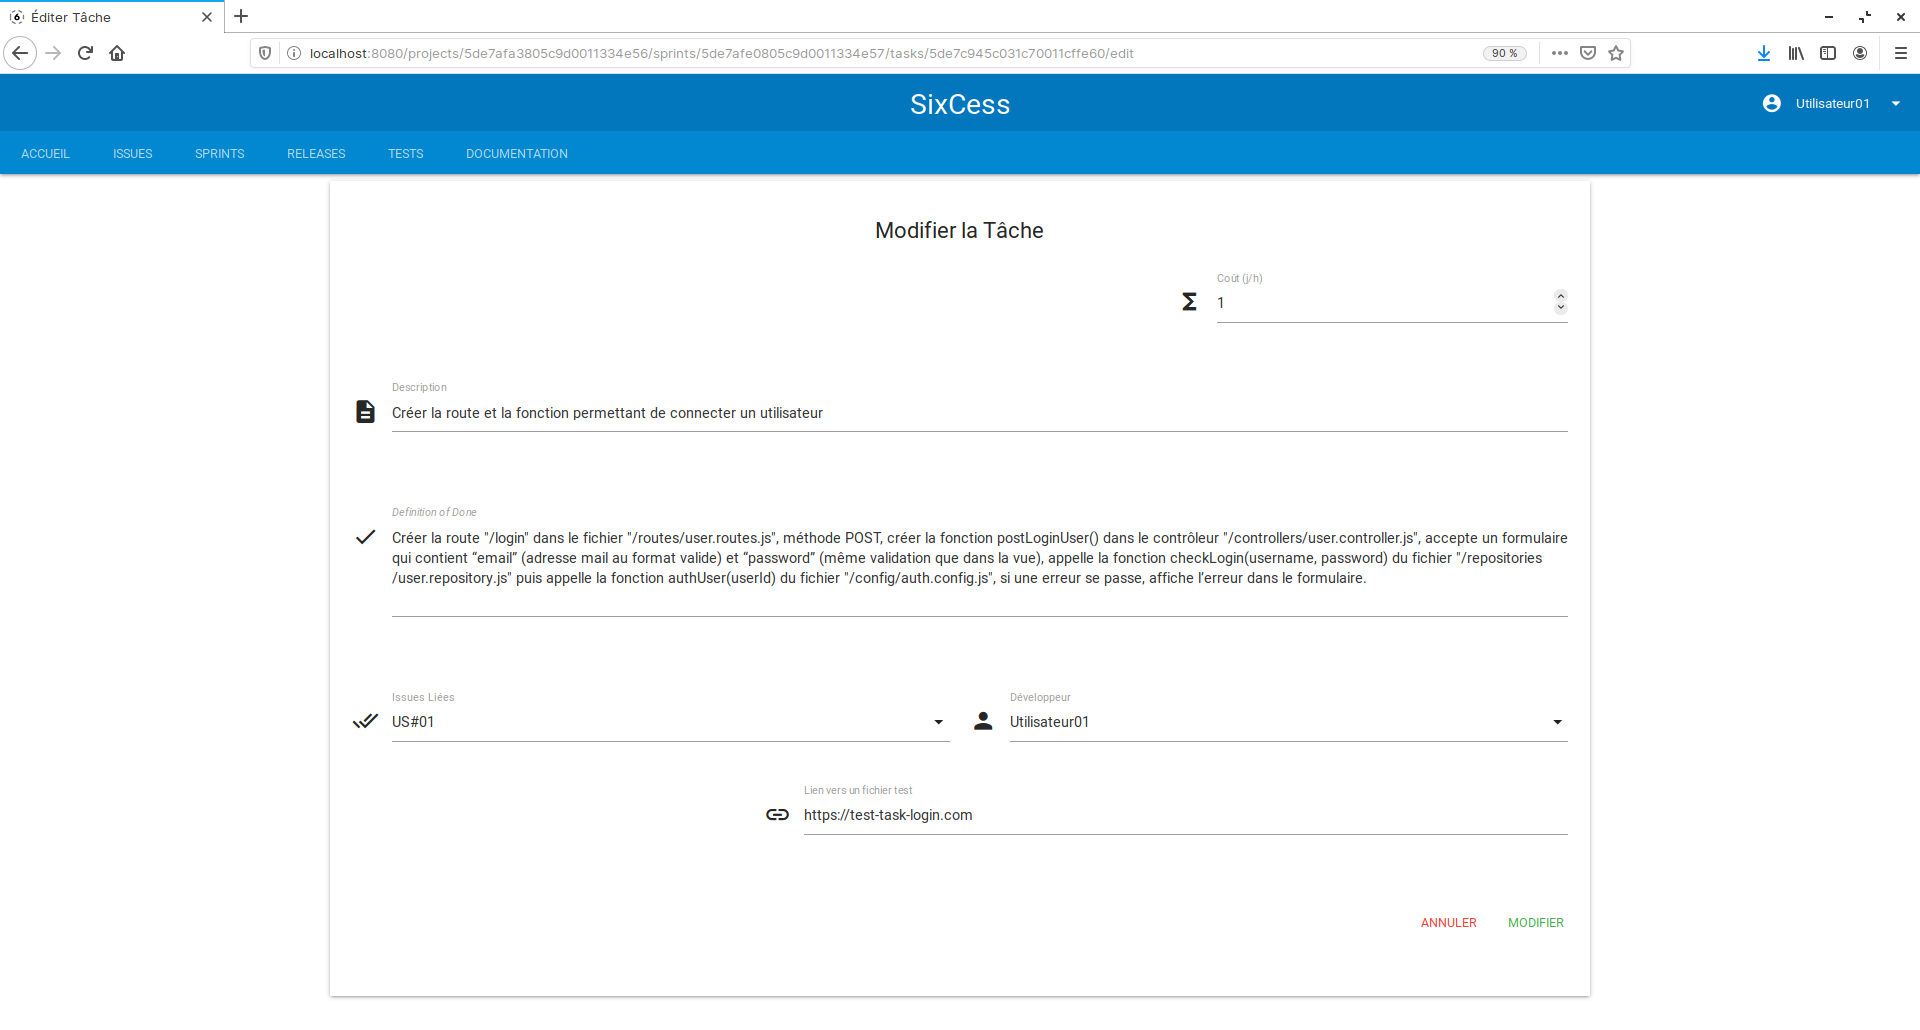 Éditer Tâche
localhost:8080/projects/5de7afa3805c9d0011334e56/sprints/5de7afe0805c9d0011334e57/tasks/5de7c945c031c70011cffe60/edit
90 %
SixCess
Utilisateur01
ACCUEIL ISSUES SPRINTS RELEASES TESTS DOCUMENTATION
Modifier la Tâche
Coût (j/h)
1
Description
Créer la route et la fonction permettant de connecter un utilisateur
Definition of Done
Créer la route "/login" dans le fichier "/routes/user.routes.js", méthode POST, créer la fonction postLoginUser() dans le contrôleur "/controllers/user.controller.js", accepte un formulaire
qui contient “email” (adresse mail au format valide) et “password” (même validation que dans la vue), appelle la fonction checkLogin(username, password) du fichier "/repositories
/user.repository.js" puis appelle la fonction authUser(userId) du fichier "/config/auth.config.js", si une erreur se passe, affiche l’erreur dans le formulaire.
Issues Liées
US#01
Développeur
Utilisateur01
Lien vers un fichier test
https://test-task-login.com
ANNULER MODIFIER